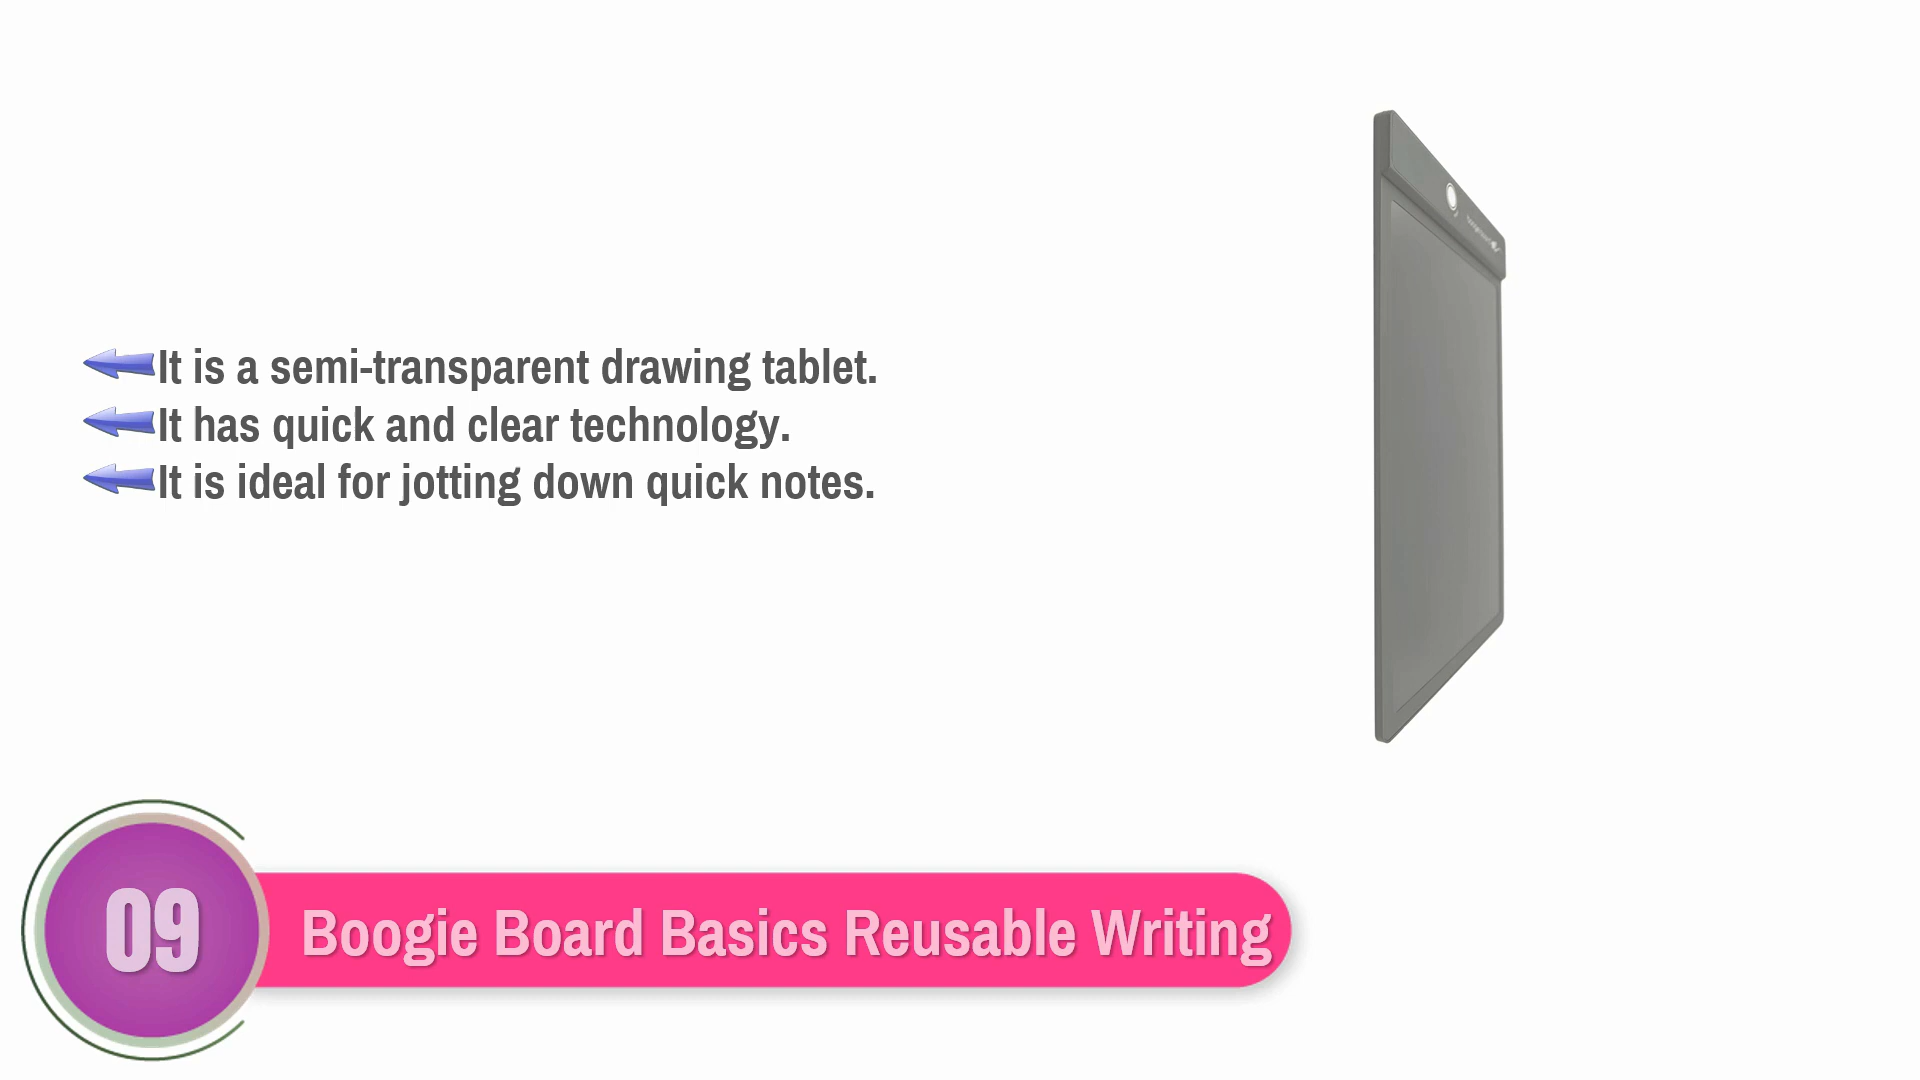 It is a semi-transparent drawing tablet.
It has quick and clear technology.
It is ideal for jotting down quick notes.
09
Boogie Board Basics Reusable Writing